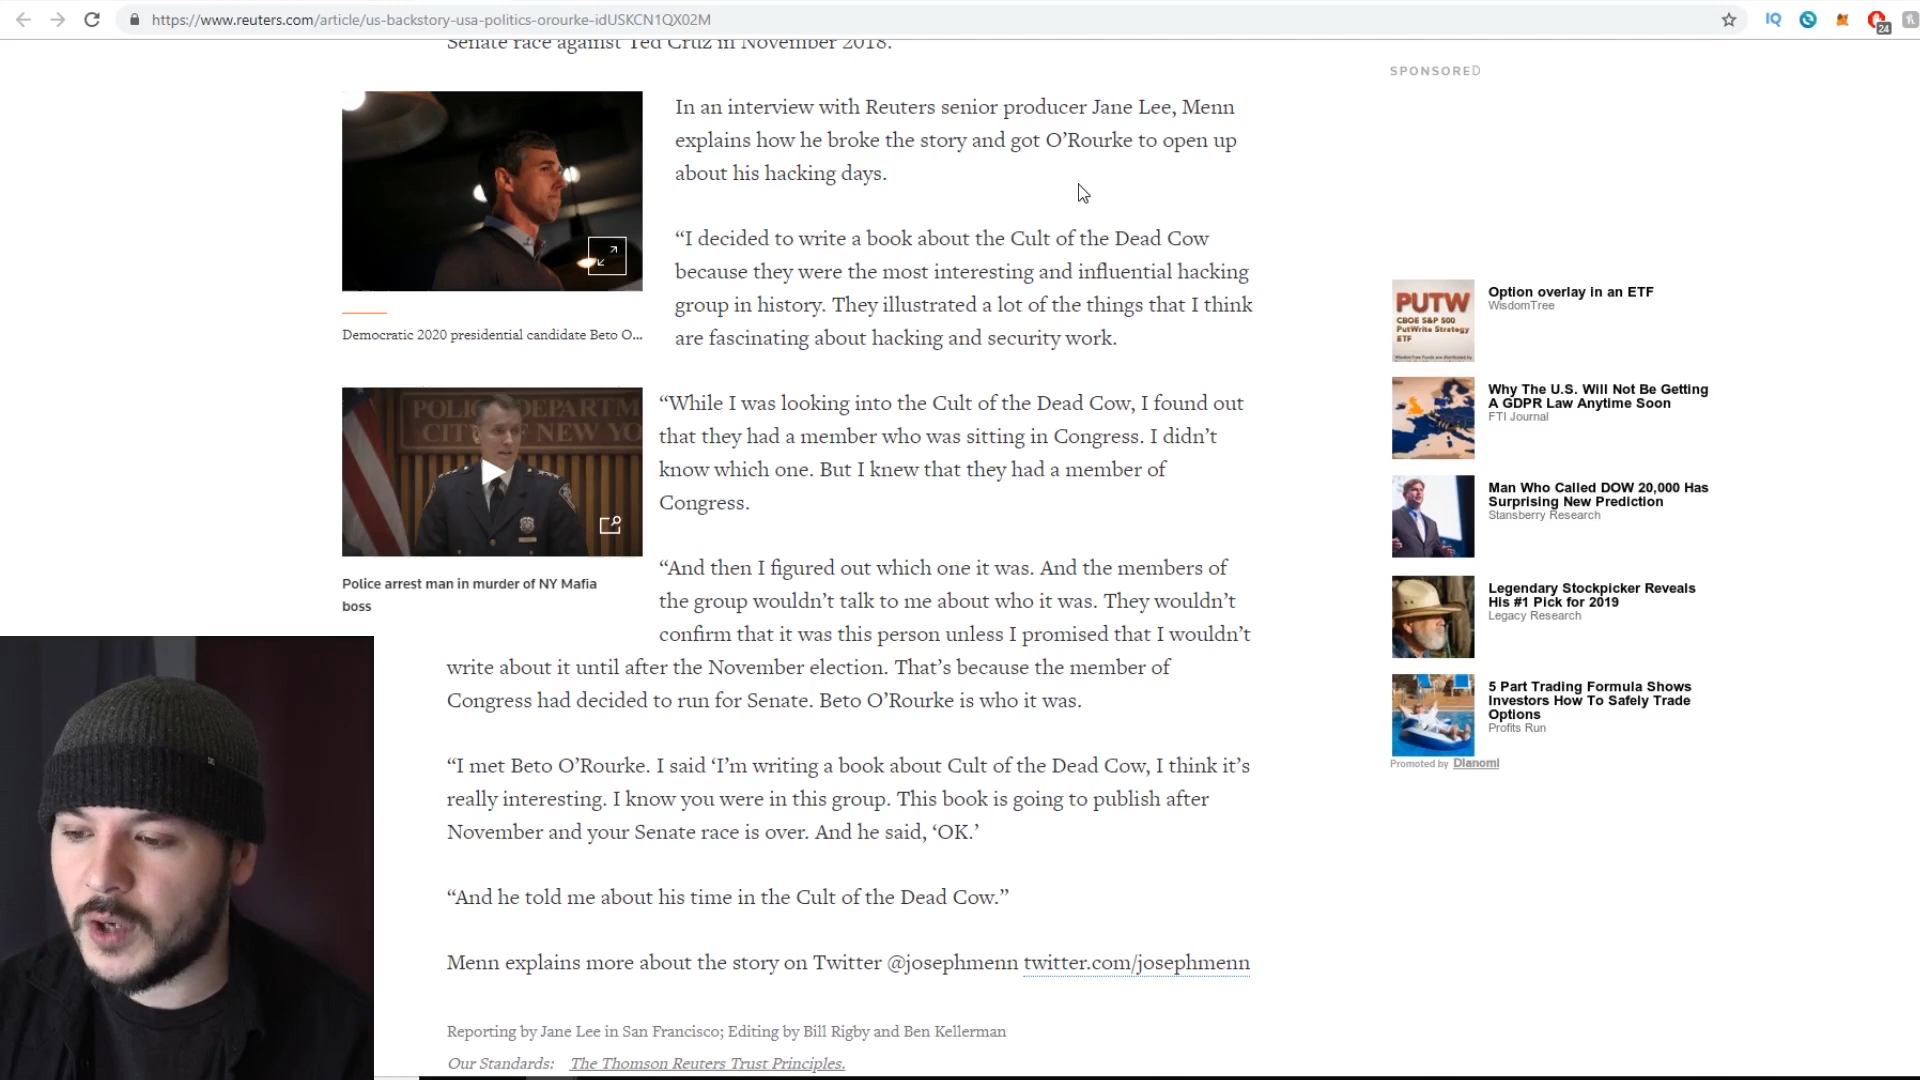 https://www.reuters.com/article/us-backstory-usa-politics-orourke-idUSKCN1QX02M
24
Senate race against Ted Cruz in November 2018.
In an interview with Reuters senior producer Jane Lee, Menn
explains how he broke the story and got O’Rourke to open up
about his hacking days.
“I decided to write a book about the Cult of the Dead Cow
because they were the most interesting and influential hacking
group in history. They illustrated a lot of the things that I think
are fascinating about hacking and security work.
Democratic 2020 presidential candidate Beto O...
POLICE DEPARTM
CITY OF NEW YO
Police arrest man in murder of NY Mafia
boss
“While I was looking into the Cult of the Dead Cow, I found out
that they had a member who was sitting in Congress. I didn’t
know which one. But I knew that they had a member of
Congress.
“And then I figured out which one it was. And the members of
the group wouldn’t talk to me about who it was. They wouldn’t
confirm that it was this person unless I promised that I wouldn’t
write about it until after the November election. That’s because the member of
Congress had decided to run for Senate. Beto O’Rourke is who it was.
“I met Beto O’Rourke. I said ‘I’m writing a book about Cult of the Dead Cow, I think it’s
really interesting. I know you were in this group. This book is going to publish after
November and your Senate race is over. And he said, ‘OK.’
“And he told me about his time in the Cult of the Dead Cow.”
Menn explains more about the story on Twitter @josephmenn twitter.com/josephmenn
Reporting by Jane Lee in San Francisco; Editing by Bill Rigby and Ben Kellerman
Our Standards: The Thomson Reuters Trust Principles.
SPONSORED
PUTW
CBOE S&P 500
PutWrite Strategy
ETF
Option overlay in an ETF
WisdomTree
Why The U.S. Will Not Be Getting
A GDPR Law Anytime Soon
FTI Journal
Man Who Called DOW 20,000 Has
Surprising New Prediction
Stansberry Research
Legendary Stockpicker Reveals
His #1 Pick for 2019
Legacy Research
5 Part Trading Formula Shows
Investors How To Safely Trade
Options
Profits Run
Promoted by Dianomi